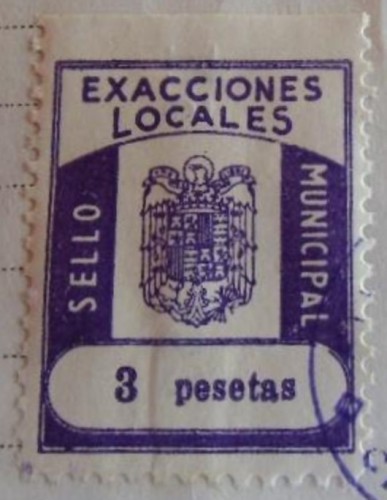 EXACCIONES
LOCALES
SELLO
MUNICIPAL
3 pesetas